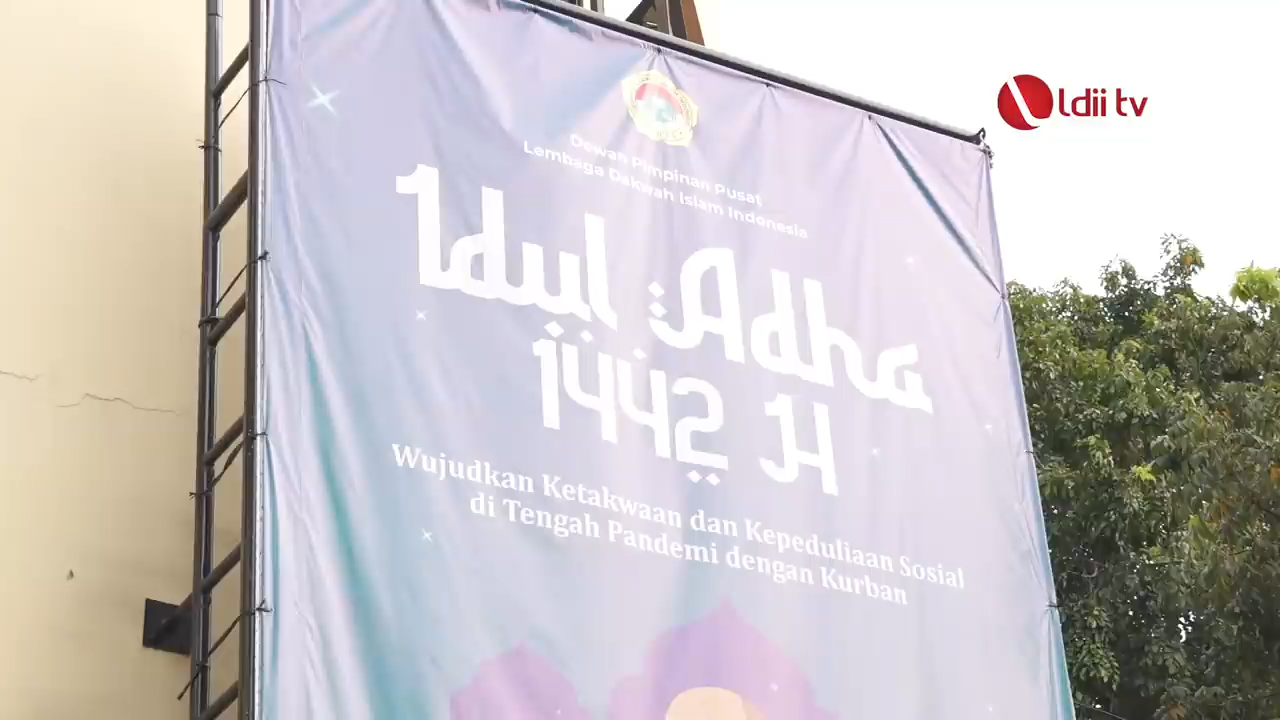 ldii tv
Dewan Pimpinan Pusat
Lembaga Dakwah Islam Indonesia
Idul Adha
1442 H
Wujudkan Ketakwaan dan Kepeduliaan Sosial
di Tengah Pandemi dengan Kurban